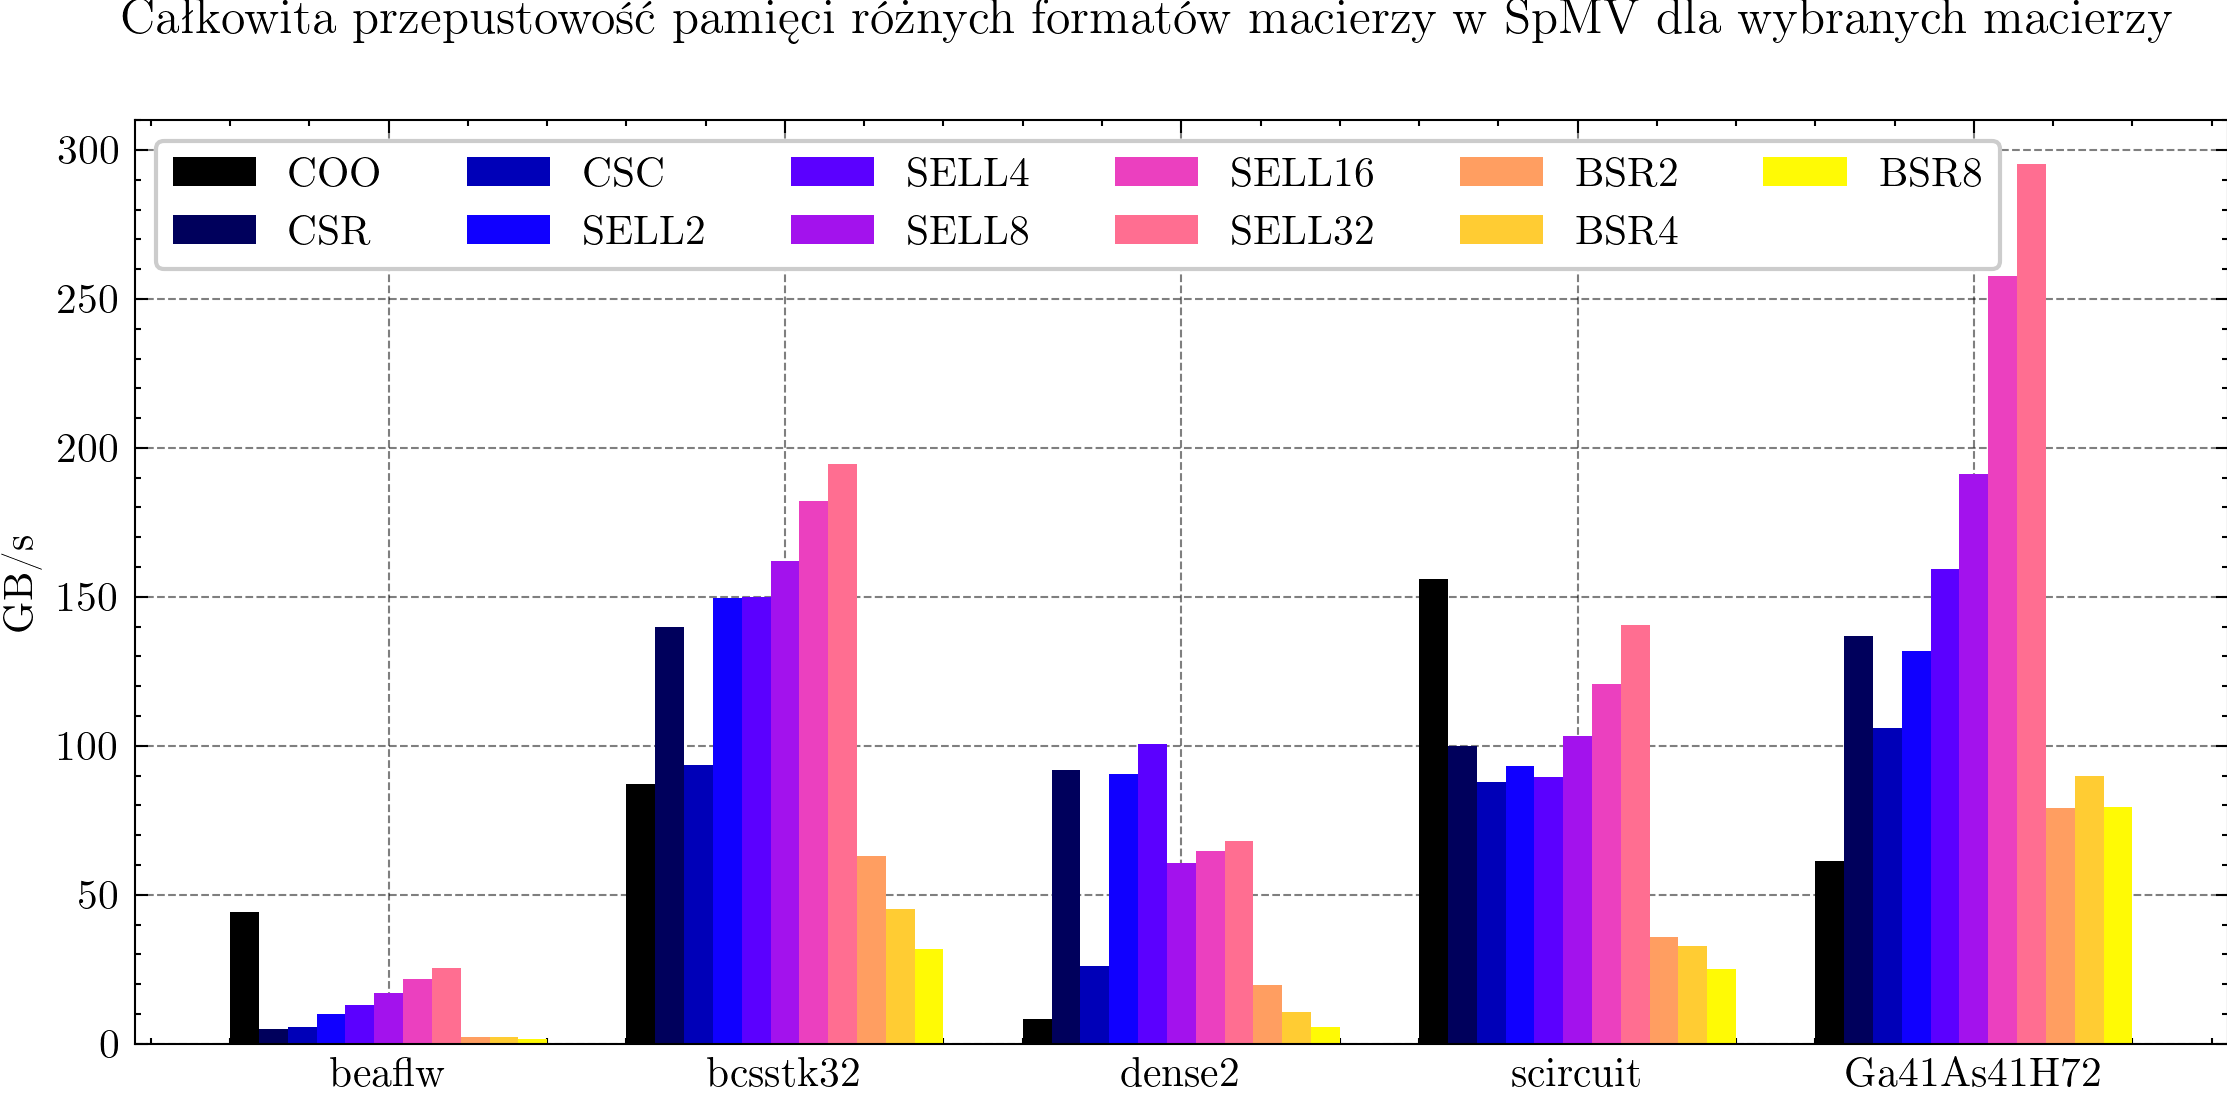 Całkowita przepustowość pamięci różnych formatów macierzy w SpMV dla wybranych macierzy
COO CSC SELL4 SELL16 BSR2 BSR8
CSR SELL2 SELL8 SELL32 BSR4
300
250
200
150
100
50
0
GB/s
beaflw bcsstk32 dense2 scircuit Ga41As41H72